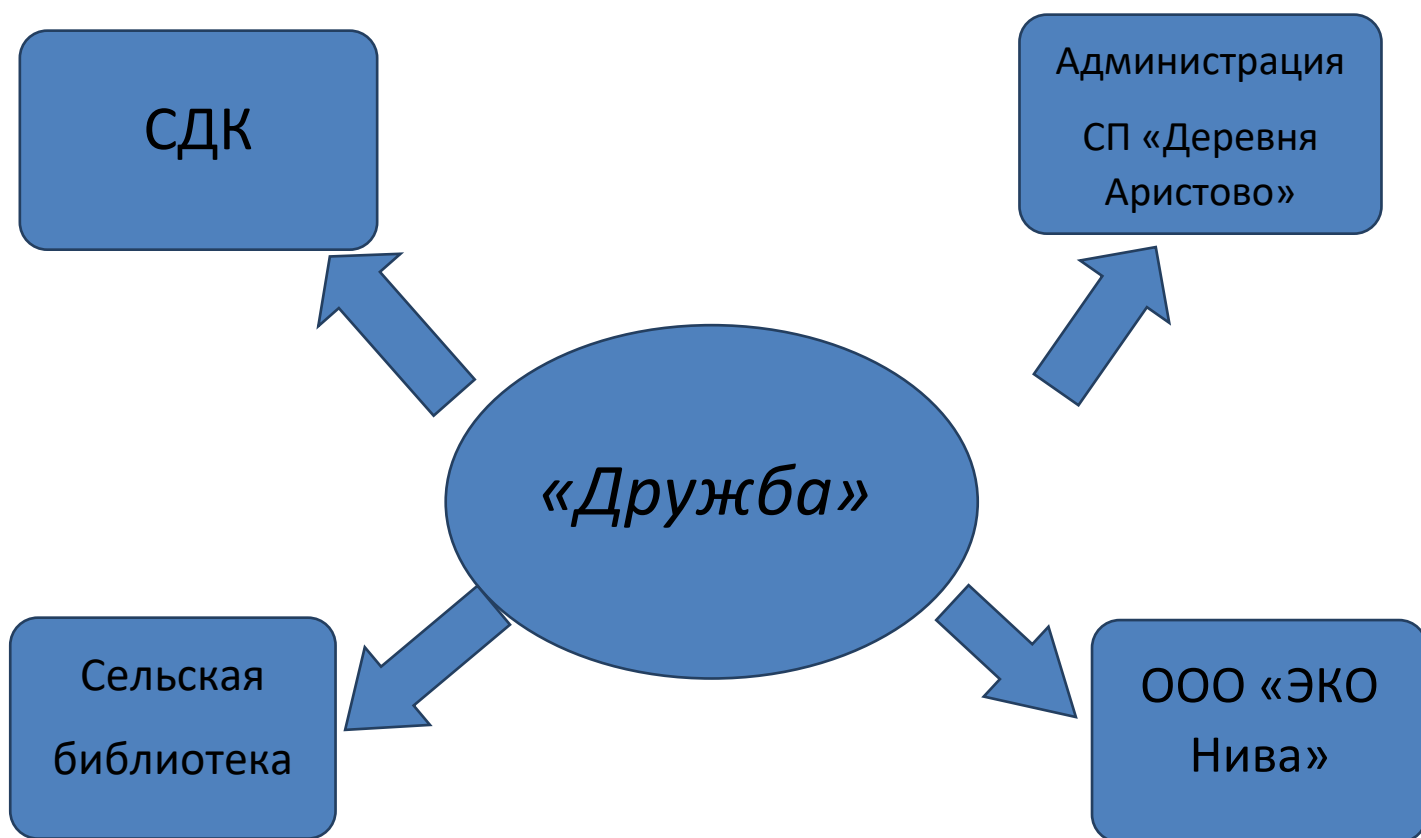 СДК
Администрация
СП «Деревня
Аристово»
«Дружба»
Сельская
библиотека
ООО «ЭКО
Нива»